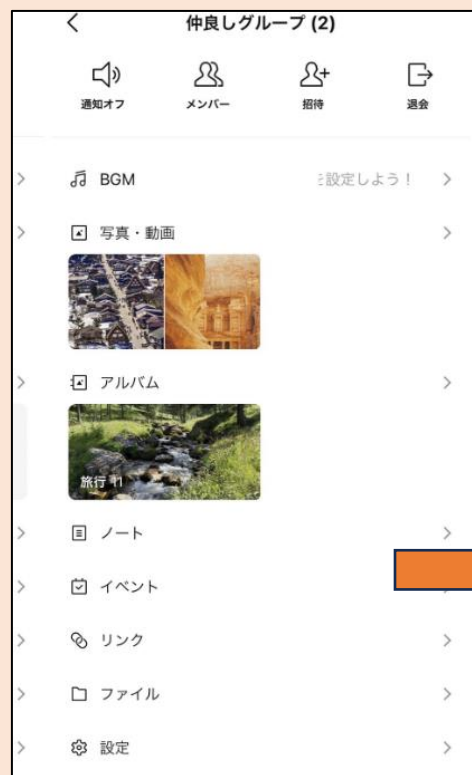 仲良しグループ (2)
通知オフ メンバー 招待 退会
BGM を設定しよう！
写真・動画
アルバム
旅行 11
ノート
イベント
リンク
ファイル
設定